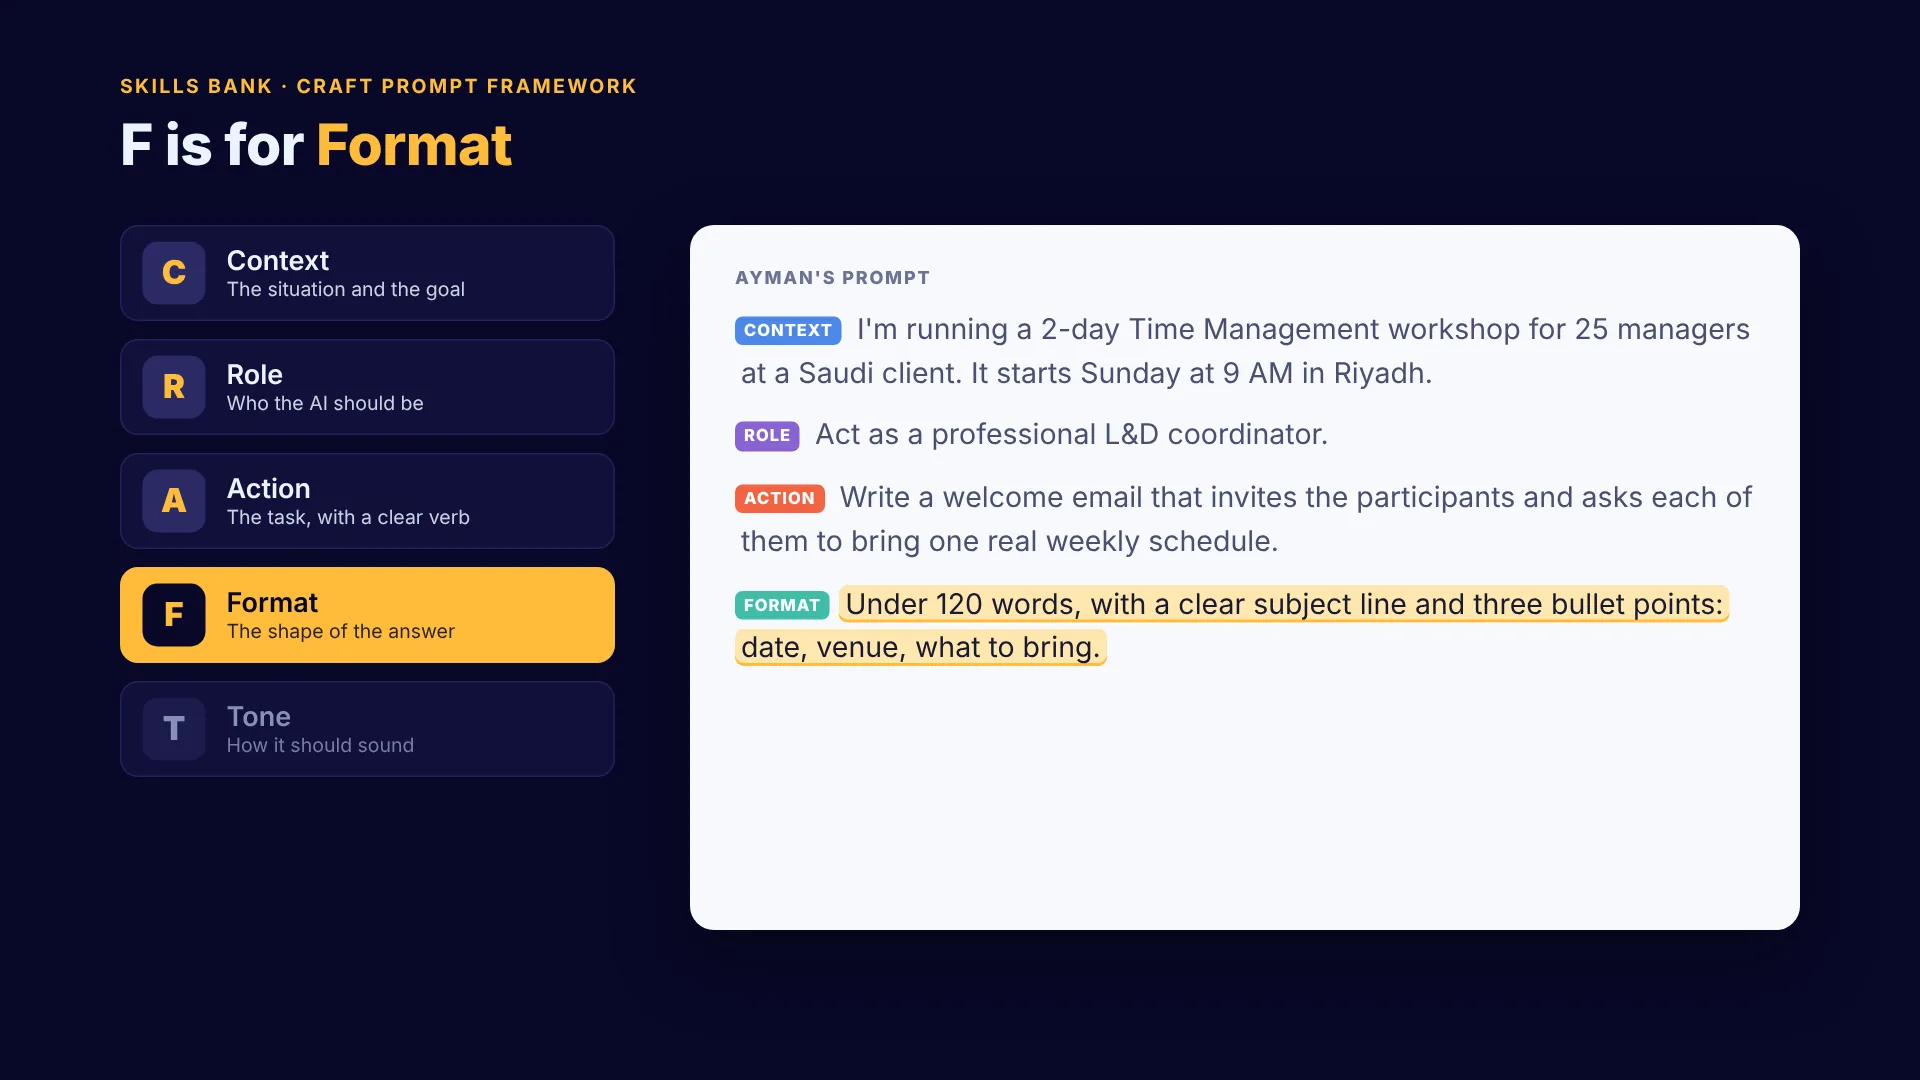 SKILLS BANK · CRAFT PROMPT FRAMEWORK
F is for Format
C
Context
The situation and the goal
R
Role
Who the AI should be
A
Action
The task, with a clear verb
F
Format
The shape of the answer
T
Tone
How it should sound
AYMAN'S PROMPT
CONTEXT I'm running a 2-day Time Management workshop for 25 managers
at a Saudi client. It starts Sunday at 9 AM in Riyadh.
ROLE Act as a professional L&D coordinator.
ACTION Write a welcome email that invites the participants and asks each of
them to bring one real weekly schedule.
FORMAT Under 120 words, with a clear subject line and three bullet points:
date, venue, what to bring.